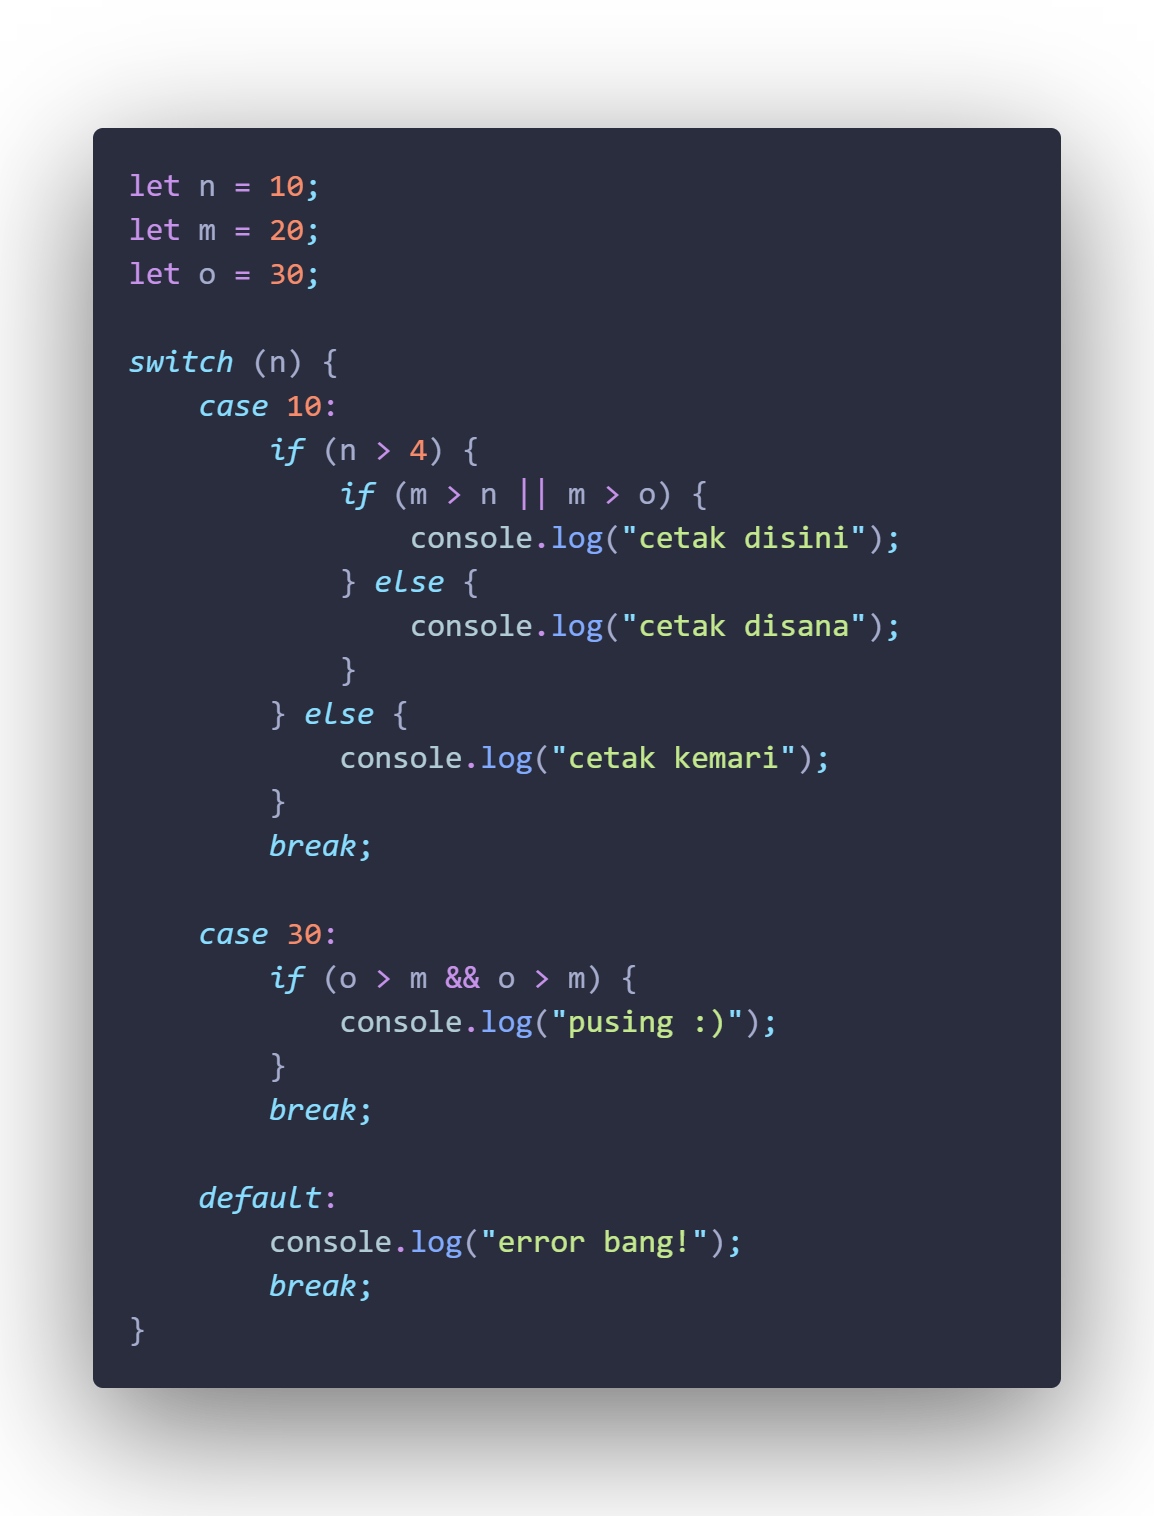 let n = 10;
let m = 20;
let o = 30;

switch (n) {
    case 10:
        if (n > 4) {
            if (m > n || m > o) {
                console.log("cetak disini");
            } else {
                console.log("cetak disana");
            }
        } else {
            console.log("cetak kemari");
        }
        break;

    case 30:
        if (o > m && o > m) {
            console.log("pusing :)");
        }
        break;

    default:
        console.log("error bang!");
        break;
}